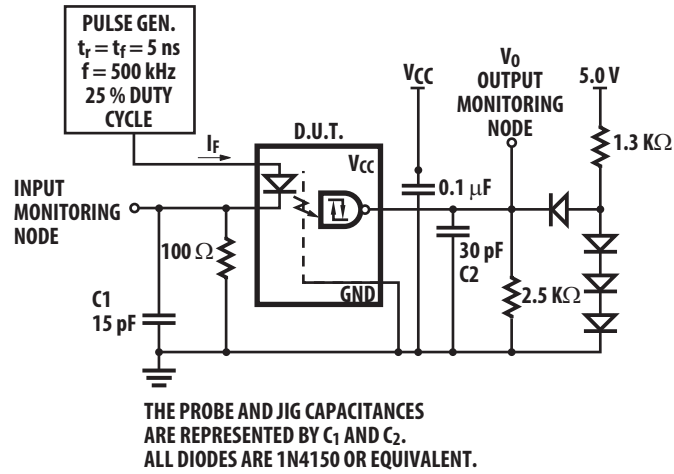 PULSE GEN.
tr = tf = 5 ns
f = 500 kHz
25 % DUTY
CYCLE
IF
D.U.T.
VCC
GND
INPUT
MONITORING
NODE
100 Ω
C1
15 pF
VCC
0.1 μF
VO
OUTPUT
MONITORING
NODE
5.0 V
1.3 KΩ
30 pF
C2
2.5 KΩ
THE PROBE AND JIG CAPACITANCES
ARE REPRESENTED BY C1 AND C2.
ALL DIODES ARE 1N4150 OR EQUIVALENT.